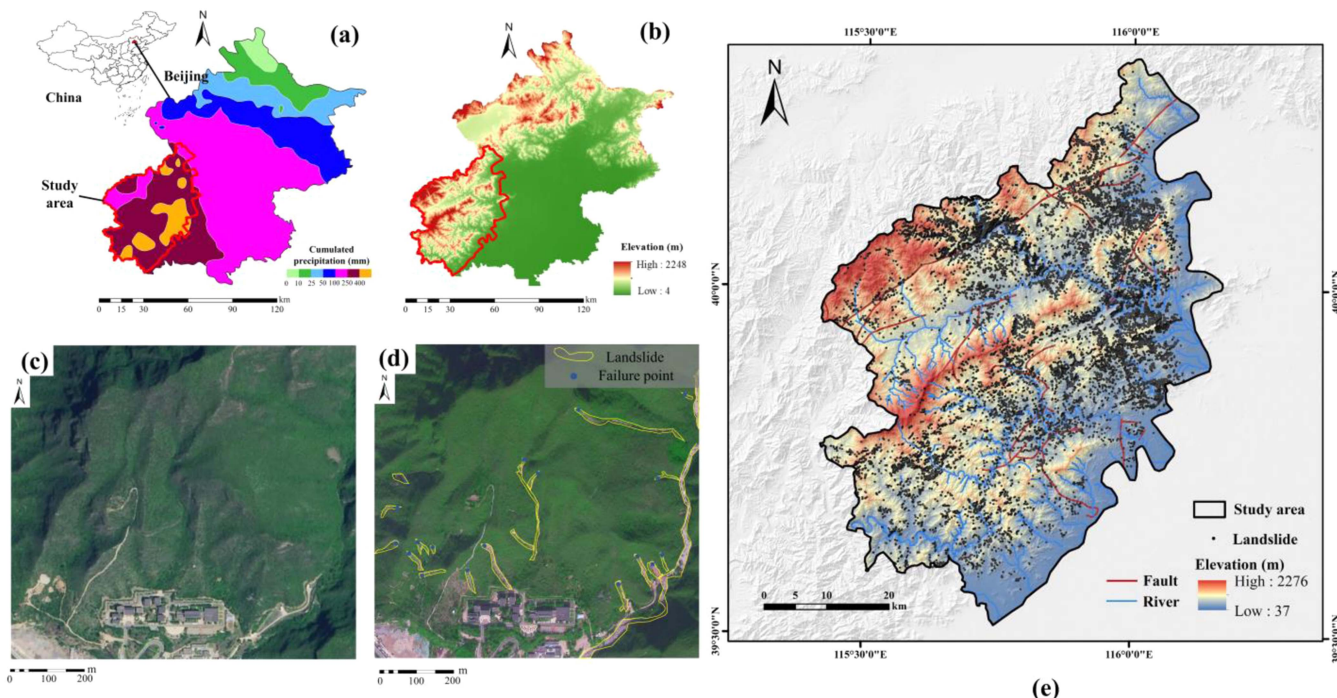 N
(a)
Beijing
China
Study
area
Cumulated
precipitation (mm)
0 10 25 50 100 250 400
0 15 30 60 90 120
km
N
(b)
Elevation (m)
High : 2248
Low : 4
0 15 30 60 90 120
km
(c)
N
0 50 100 200
m
(d)
N
Landslide
Failure point
0 50 100 200
m
115°30'0"E
116°0'0"E
N
40°0'0"N
39°30'0"N
Study area
Landslide
Elevation (m)
High : 2276
Low : 37
Fault
River
0 5 10 20
km
115°30'0"E
116°0'0"E
(e)